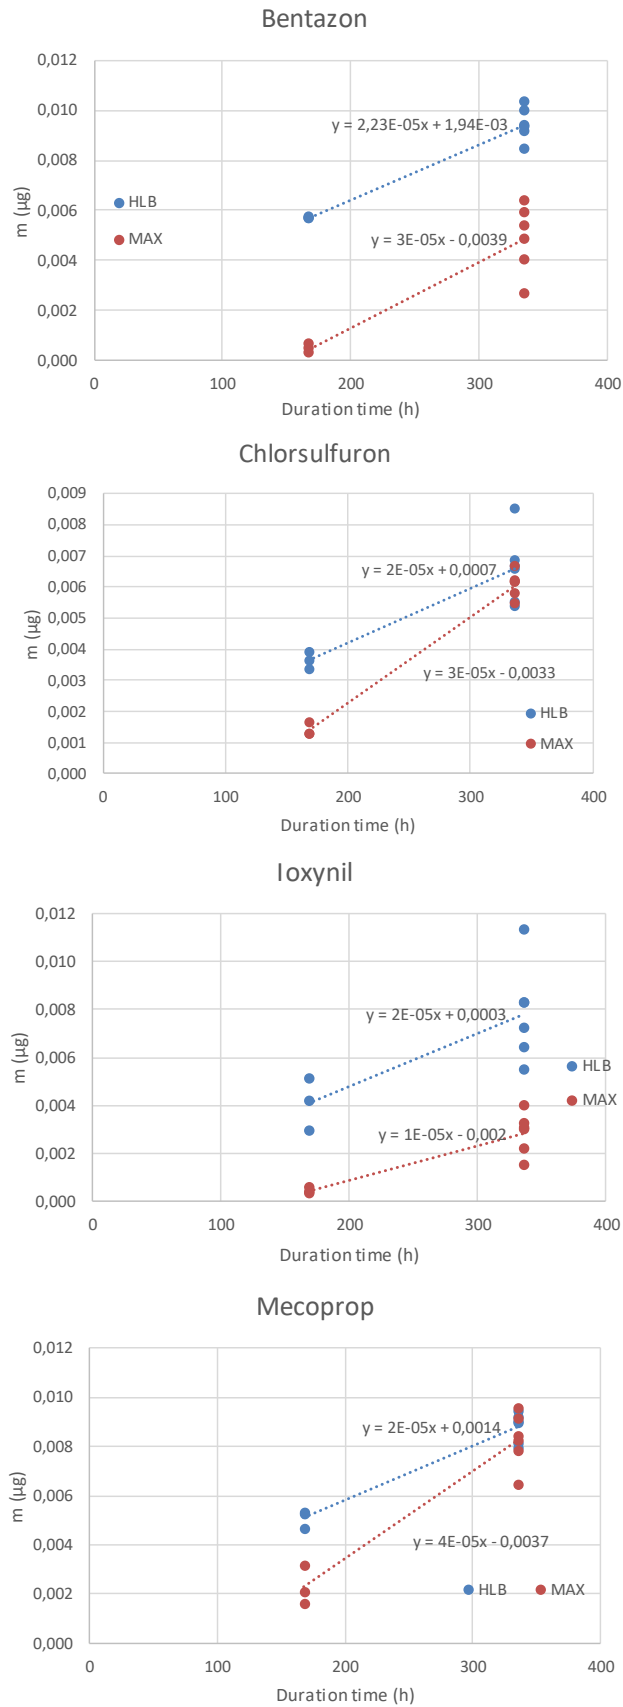 Bentazon
0,012
0,010
y = 2,23E-05x + 1,94E-03
0,008
m (µg)
HLB
0,006
MAX
y = 3E-05x - 0,0039
0,004
0,002
0,000
0 100 200 300 400
Duration time (h)
Chlorsulfuron
0,009
0,008
0,007
y = 2E-05x + 0,0007
0,006
0,005
m (µg)
0,004
0,003
y = 3E-05x - 0,0033
0,002
HLB
0,001
MAX
0,000
0 100 200 300 400
Duration time (h)
Ioxynil
0,012
0,010
0,008
y = 2E-05x + 0,0003
m (µg)
0,006
HLB
0,004
MAX
y = 1E-05x - 0,002
0,002
0,000
0 100 200 300 400
Duration time (h)
Mecoprop
0,012
0,010
y = 2E-05x + 0,0014
0,008
m (µg)
0,006
0,004
y = 4E-05x - 0,0037
0,002
HLB MAX
0,000
0 100 200 300 400
Duration time (h)